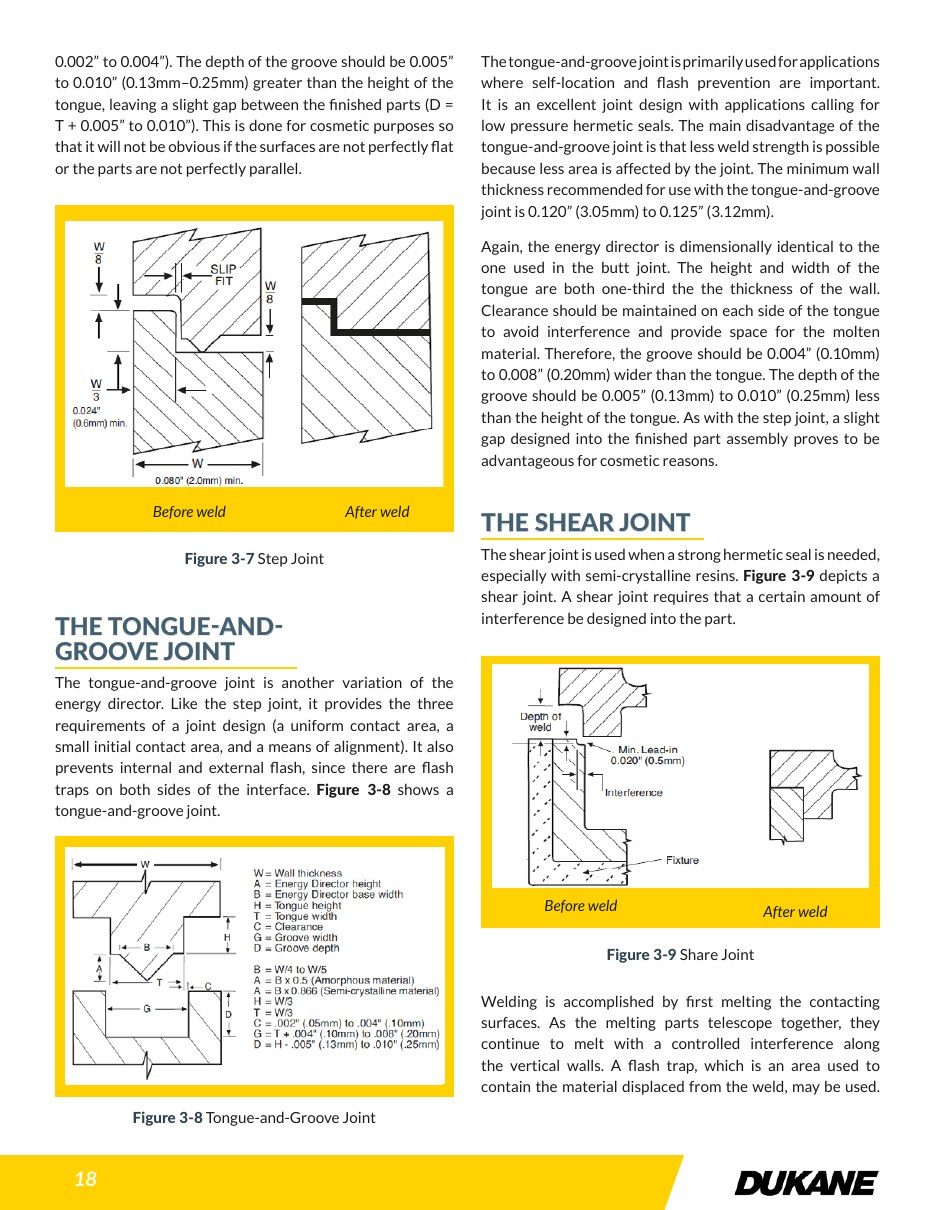 0.002” to 0.004”). The depth of the groove should be 0.005”
to 0.010” (0.13mm–0.25mm) greater than the height of the
tongue, leaving a slight gap between the finished parts (D =
T + 0.005” to 0.010”). This is done for cosmetic purposes so
that it will not be obvious if the surfaces are not perfectly flat
or the parts are not perfectly parallel.
W
8
SLIP
FIT
W
8
W
3
0.024"
(0.6mm) min.
W
0.080" (2.0mm) min.
Before weld
After weld
Figure 3-7 Step Joint
THE TONGUE-AND-
GROOVE JOINT
The tongue-and-groove joint is another variation of the
energy director. Like the step joint, it provides the three
requirements of a joint design (a uniform contact area, a
small initial contact area, and a means of alignment). It also
prevents internal and external flash, since there are flash
traps on both sides of the interface. Figure 3-8 shows a
tongue-and-groove joint.
W
B
H
A
T
C
G
D
W = Wall thickness
A = Energy Director height
B = Energy Director base width
H = Tongue height
T = Tongue width
C = Clearance
G = Groove width
D = Groove depth
B = W/4 to W/5
A = B x 0.5 (Amorphous material)
A = B x 0.866 (Semi-crystalline material)
H = W/3
T = W/3
C = .002" (.05mm) to .004" (.10mm)
G = T + .004" (.10mm) to .008" (.20mm)
D = H - .005" (.13mm) to .010" (.25mm)
Figure 3-8 Tongue-and-Groove Joint
The tongue-and-groove joint is primarily used for applications
where self-location and flash prevention are important.
It is an excellent joint design with applications calling for
low pressure hermetic seals. The main disadvantage of the
tongue-and-groove joint is that less weld strength is possible
because less area is affected by the joint. The minimum wall
thickness recommended for use with the tongue-and-groove
joint is 0.120” (3.05mm) to 0.125” (3.12mm).
Again, the energy director is dimensionally identical to the
one used in the butt joint. The height and width of the
tongue are both one-third the the thickness of the wall.
Clearance should be maintained on each side of the tongue
to avoid interference and provide space for the molten
material. Therefore, the groove should be 0.004” (0.10mm)
to 0.008” (0.20mm) wider than the tongue. The depth of the
groove should be 0.005” (0.13mm) to 0.010” (0.25mm) less
than the height of the tongue. As with the step joint, a slight
gap designed into the finished part assembly proves to be
advantageous for cosmetic reasons.
THE SHEAR JOINT
The shear joint is used when a strong hermetic seal is needed,
especially with semi-crystalline resins. Figure 3-9 depicts a
shear joint. A shear joint requires that a certain amount of
interference be designed into the part.
Depth of
weld
Min. Lead-in
0.020" (0.5mm)
Interference
Fixture
Before weld
After weld
Figure 3-9 Share Joint
Welding is accomplished by first melting the contacting
surfaces. As the melting parts telescope together, they
continue to melt with a controlled interference along
the vertical walls. A flash trap, which is an area used to
contain the material displaced from the weld, may be used.
18
DUKANE